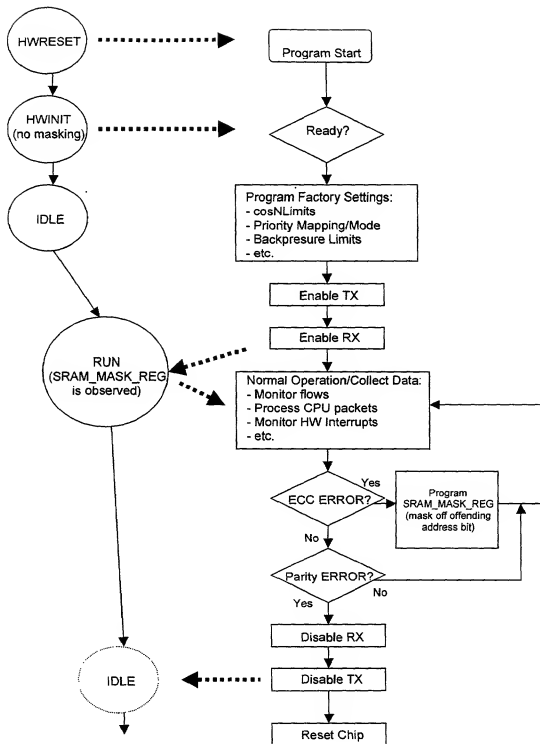 HWRESET
Program Start
HWINIT
(no masking)
Ready?
IDLE
Program Factory Settings:
- cosNLimits
- Priority Mapping/Mode
- Backpresure Limits
- etc.
Enable TX
Enable RX
RUN
(SRAM_MASK_REG
is observed)
Normal Operation/Collect Data:
- Monitor flows
- Process CPU packets
- Monitor HW Interrupts
- etc.
ECC ERROR?
Yes
Program
SRAM_MASK_REG
(mask off offending
address bit)
No
Parity ERROR?
No
Yes
Disable RX
IDLE
Disable TX
Reset Chip